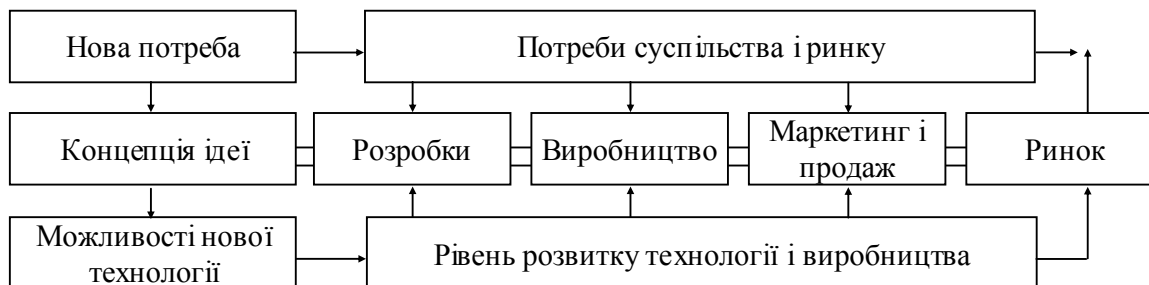 Нова потреба
Потреби суспільства і ринку
Концепція ідеї
Розробки
Виробництво
Маркетинг і
продаж
Ринок
Можливості нової
технології
Рівень розвитку технології і виробництва